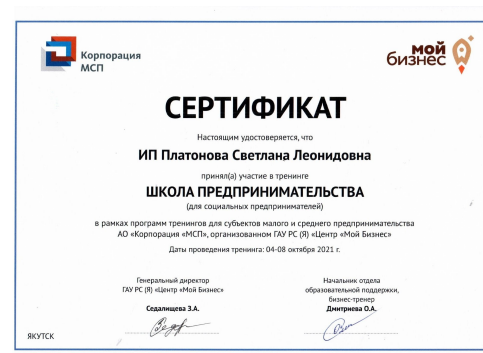 Корпорация
МСП
мой
бизнес
СЕРТИФИКАТ
Настоящим удостоверяется, что
ИП Платонова Светлана Леонидовна
принял(а) участие в тренинге
ШКОЛА ПРЕДПРИНИМАТЕЛЬСТВА
(для социальных предпринимателей)
в рамках программ тренингов для субъектов малого и среднего предпринимательства
АО «Корпорация «МСП», организованном ГАУ РС (Я) «Центр «Мой Бизнес»
Даты проведения тренинга: 04-08 октября 2021 г.
Генеральный директор
ГАУ РС (Я) «Центр «Мой Бизнес»
Седалищева З.А.
Начальник отдела
образовательной поддержки,
бизнес-тренер
Дмитриева О.А.
ЯКУТСК